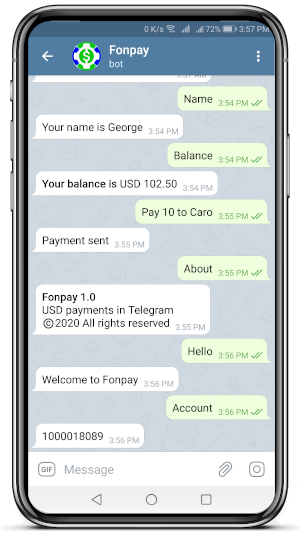 0 K/s 72% 3:57 PM
Fonpay
bot
Name 3:54 PM
Your name is George 3:54 PM
Balance 3:54 PM
Your balance is USD 102.50 3:54 PM
Pay 10 to Caro 3:55 PM
Payment sent 3:55 PM
About 3:55 PM
Fonpay 1.0
USD payments in Telegram
©2020 All rights reserved 3:55 PM
Hello 3:56 PM
Welcome to Fonpay 3:56 PM
Account 3:56 PM
1000018089 3:56 PM
GIF Message